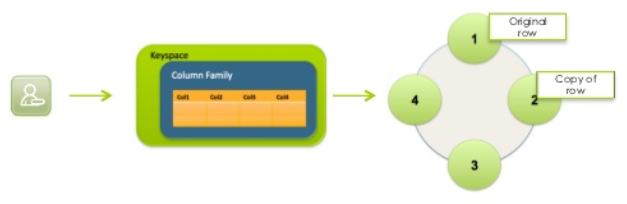 Keyspace
Column Family
Col1 Col2 Col3 Col4
1
Original
row
4
2
Copy of
row
3